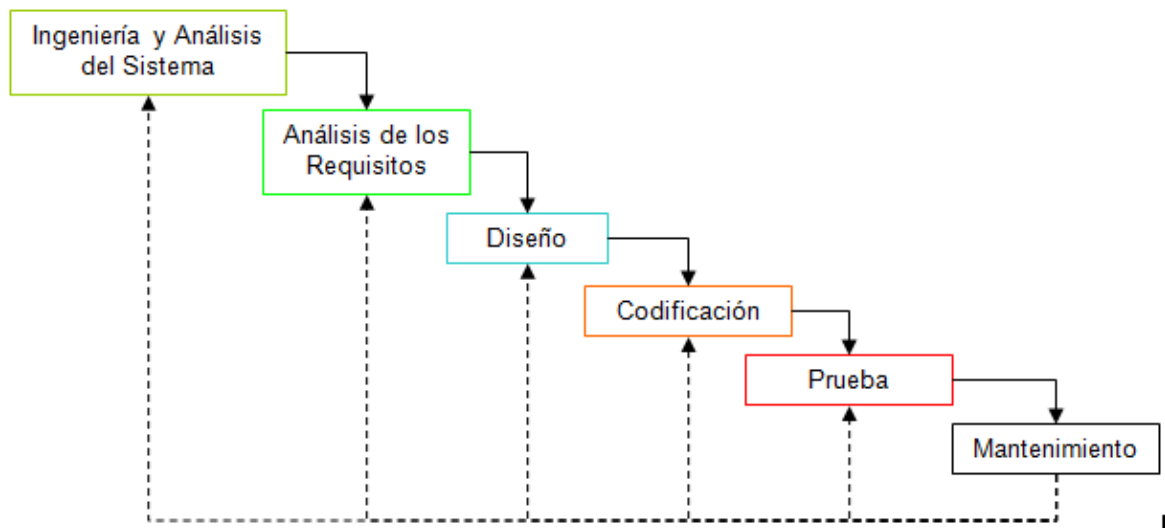 Ingeniería y Análisis
del Sistema
Análisis de los
Requisitos
Diseño
Codificación
Prueba
Mantenimiento